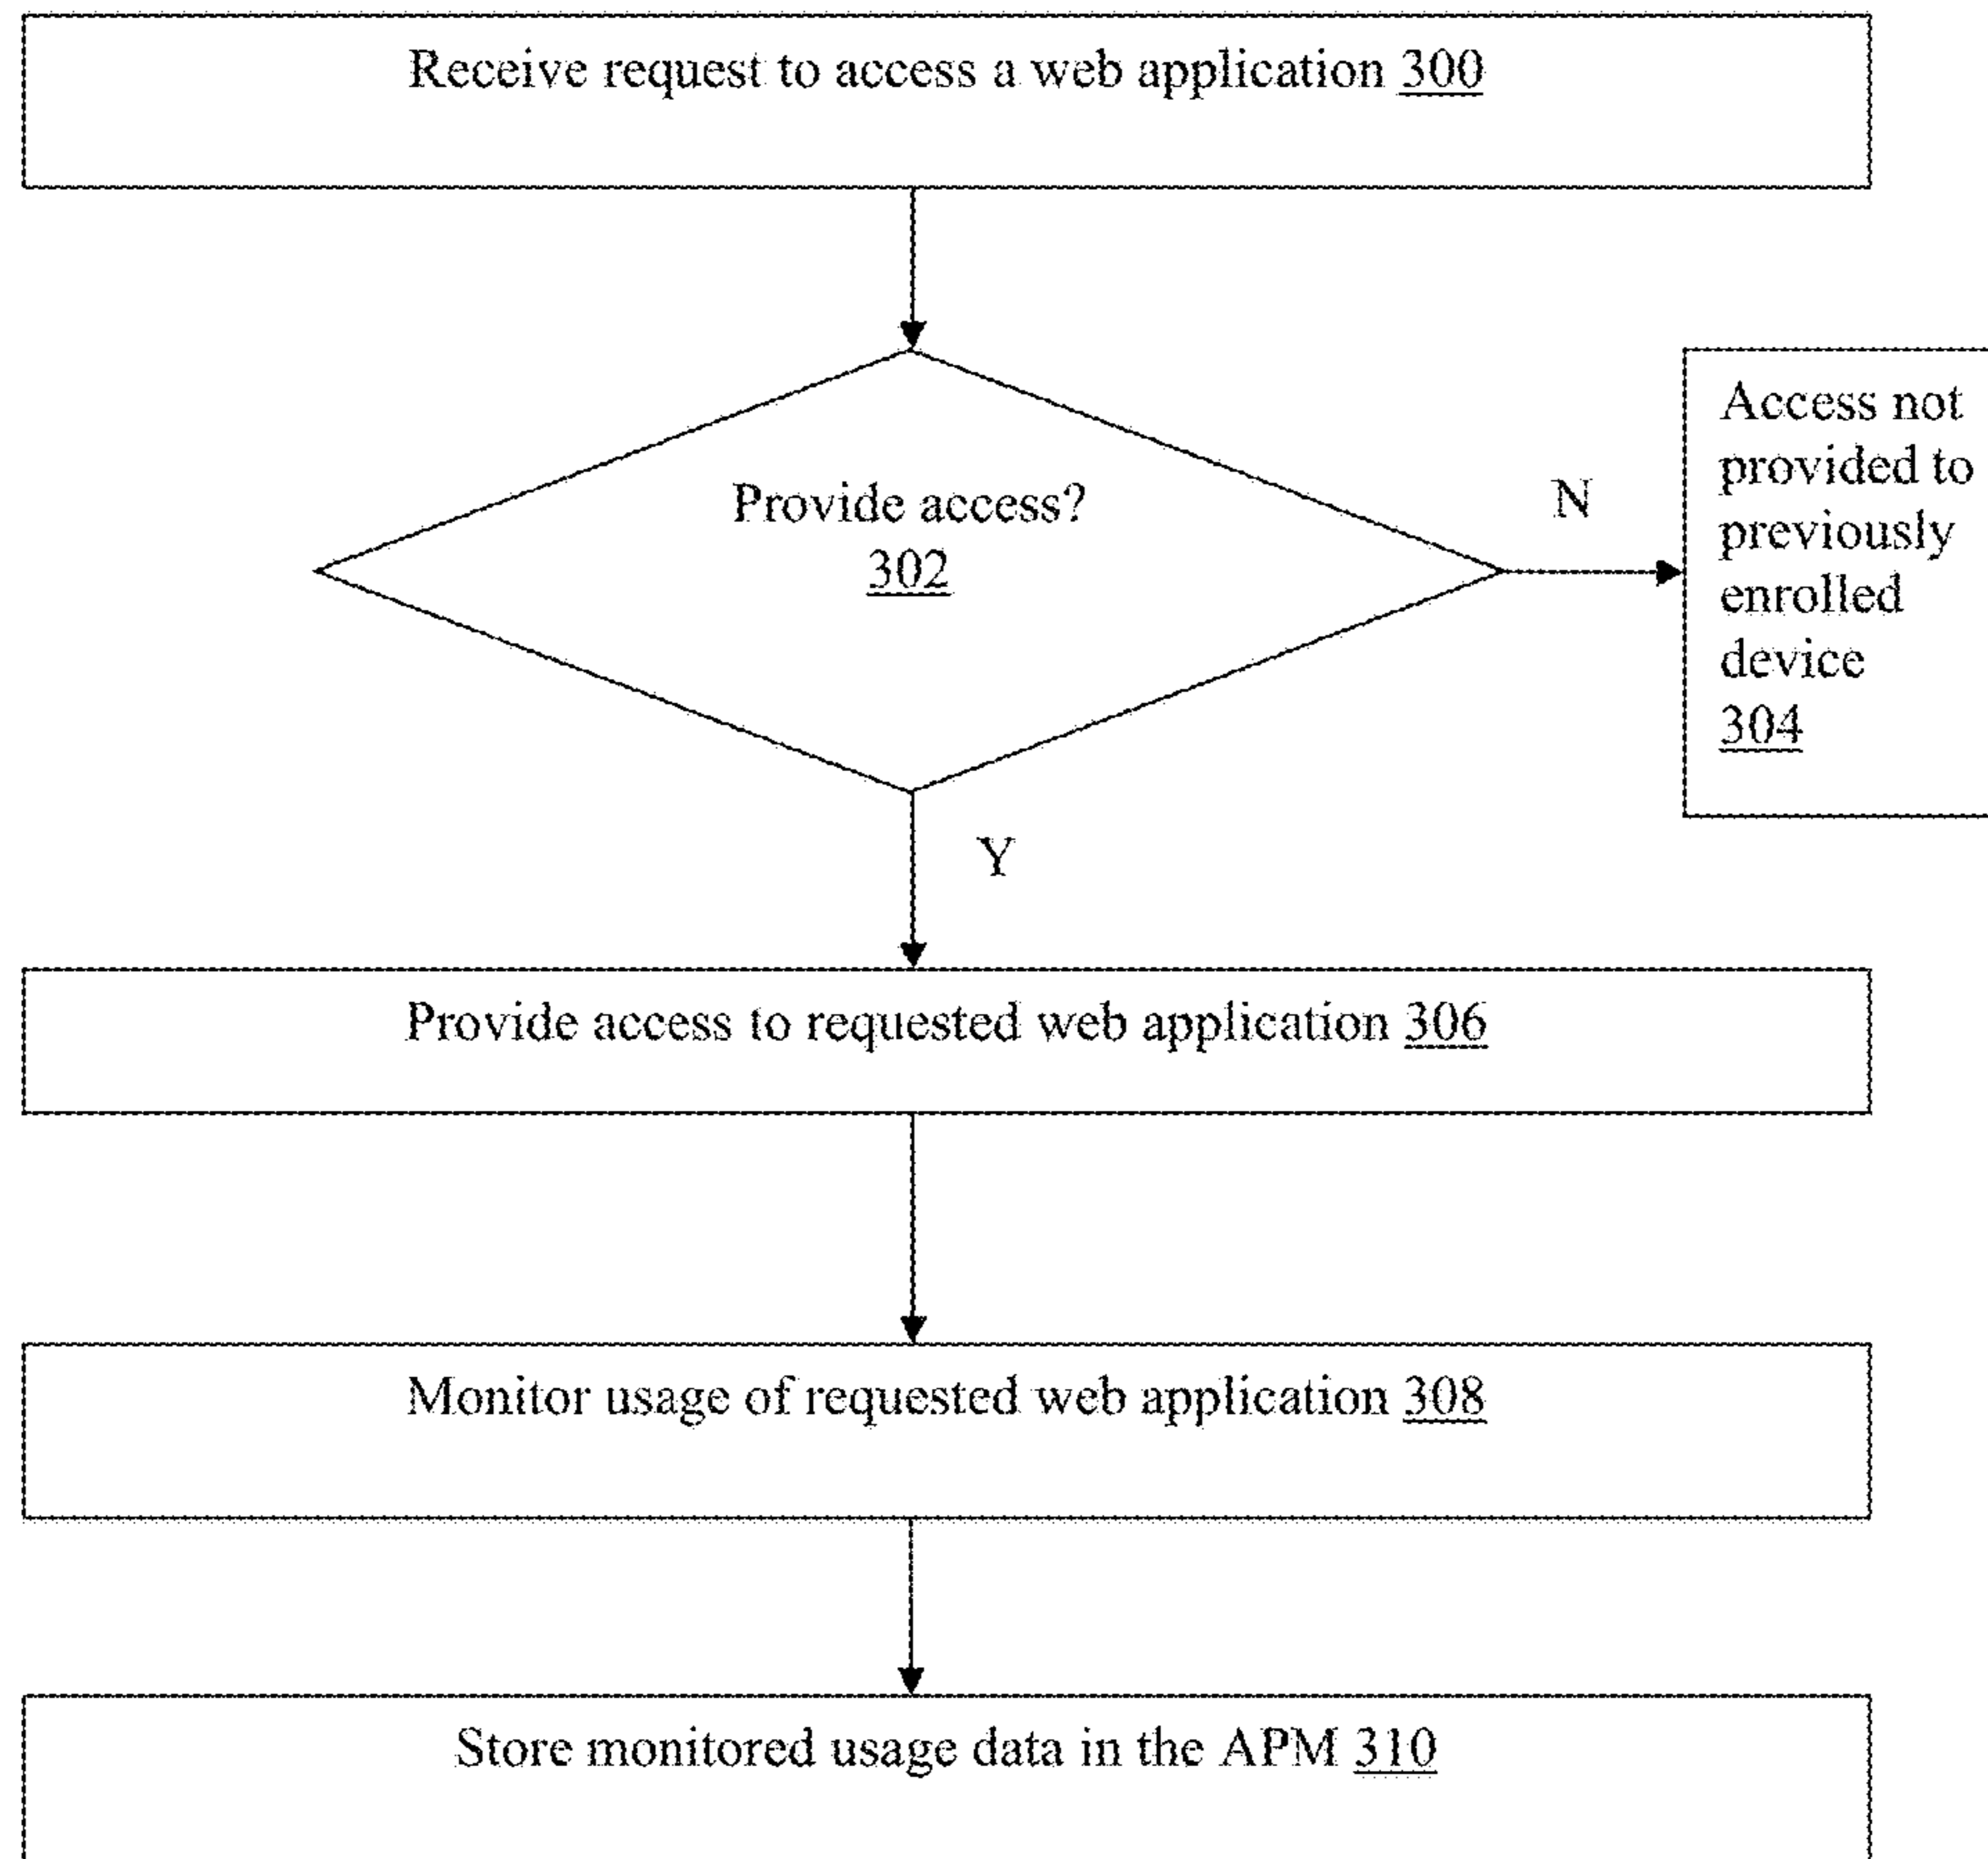 Receive request to access a web application 300
Provide access?
302
N
Access not
provided to
previously
enrolled
device
304
Y
Provide access to requested web application 306
Monitor usage of requested web application 308
Store monitored usage data in the APM 310